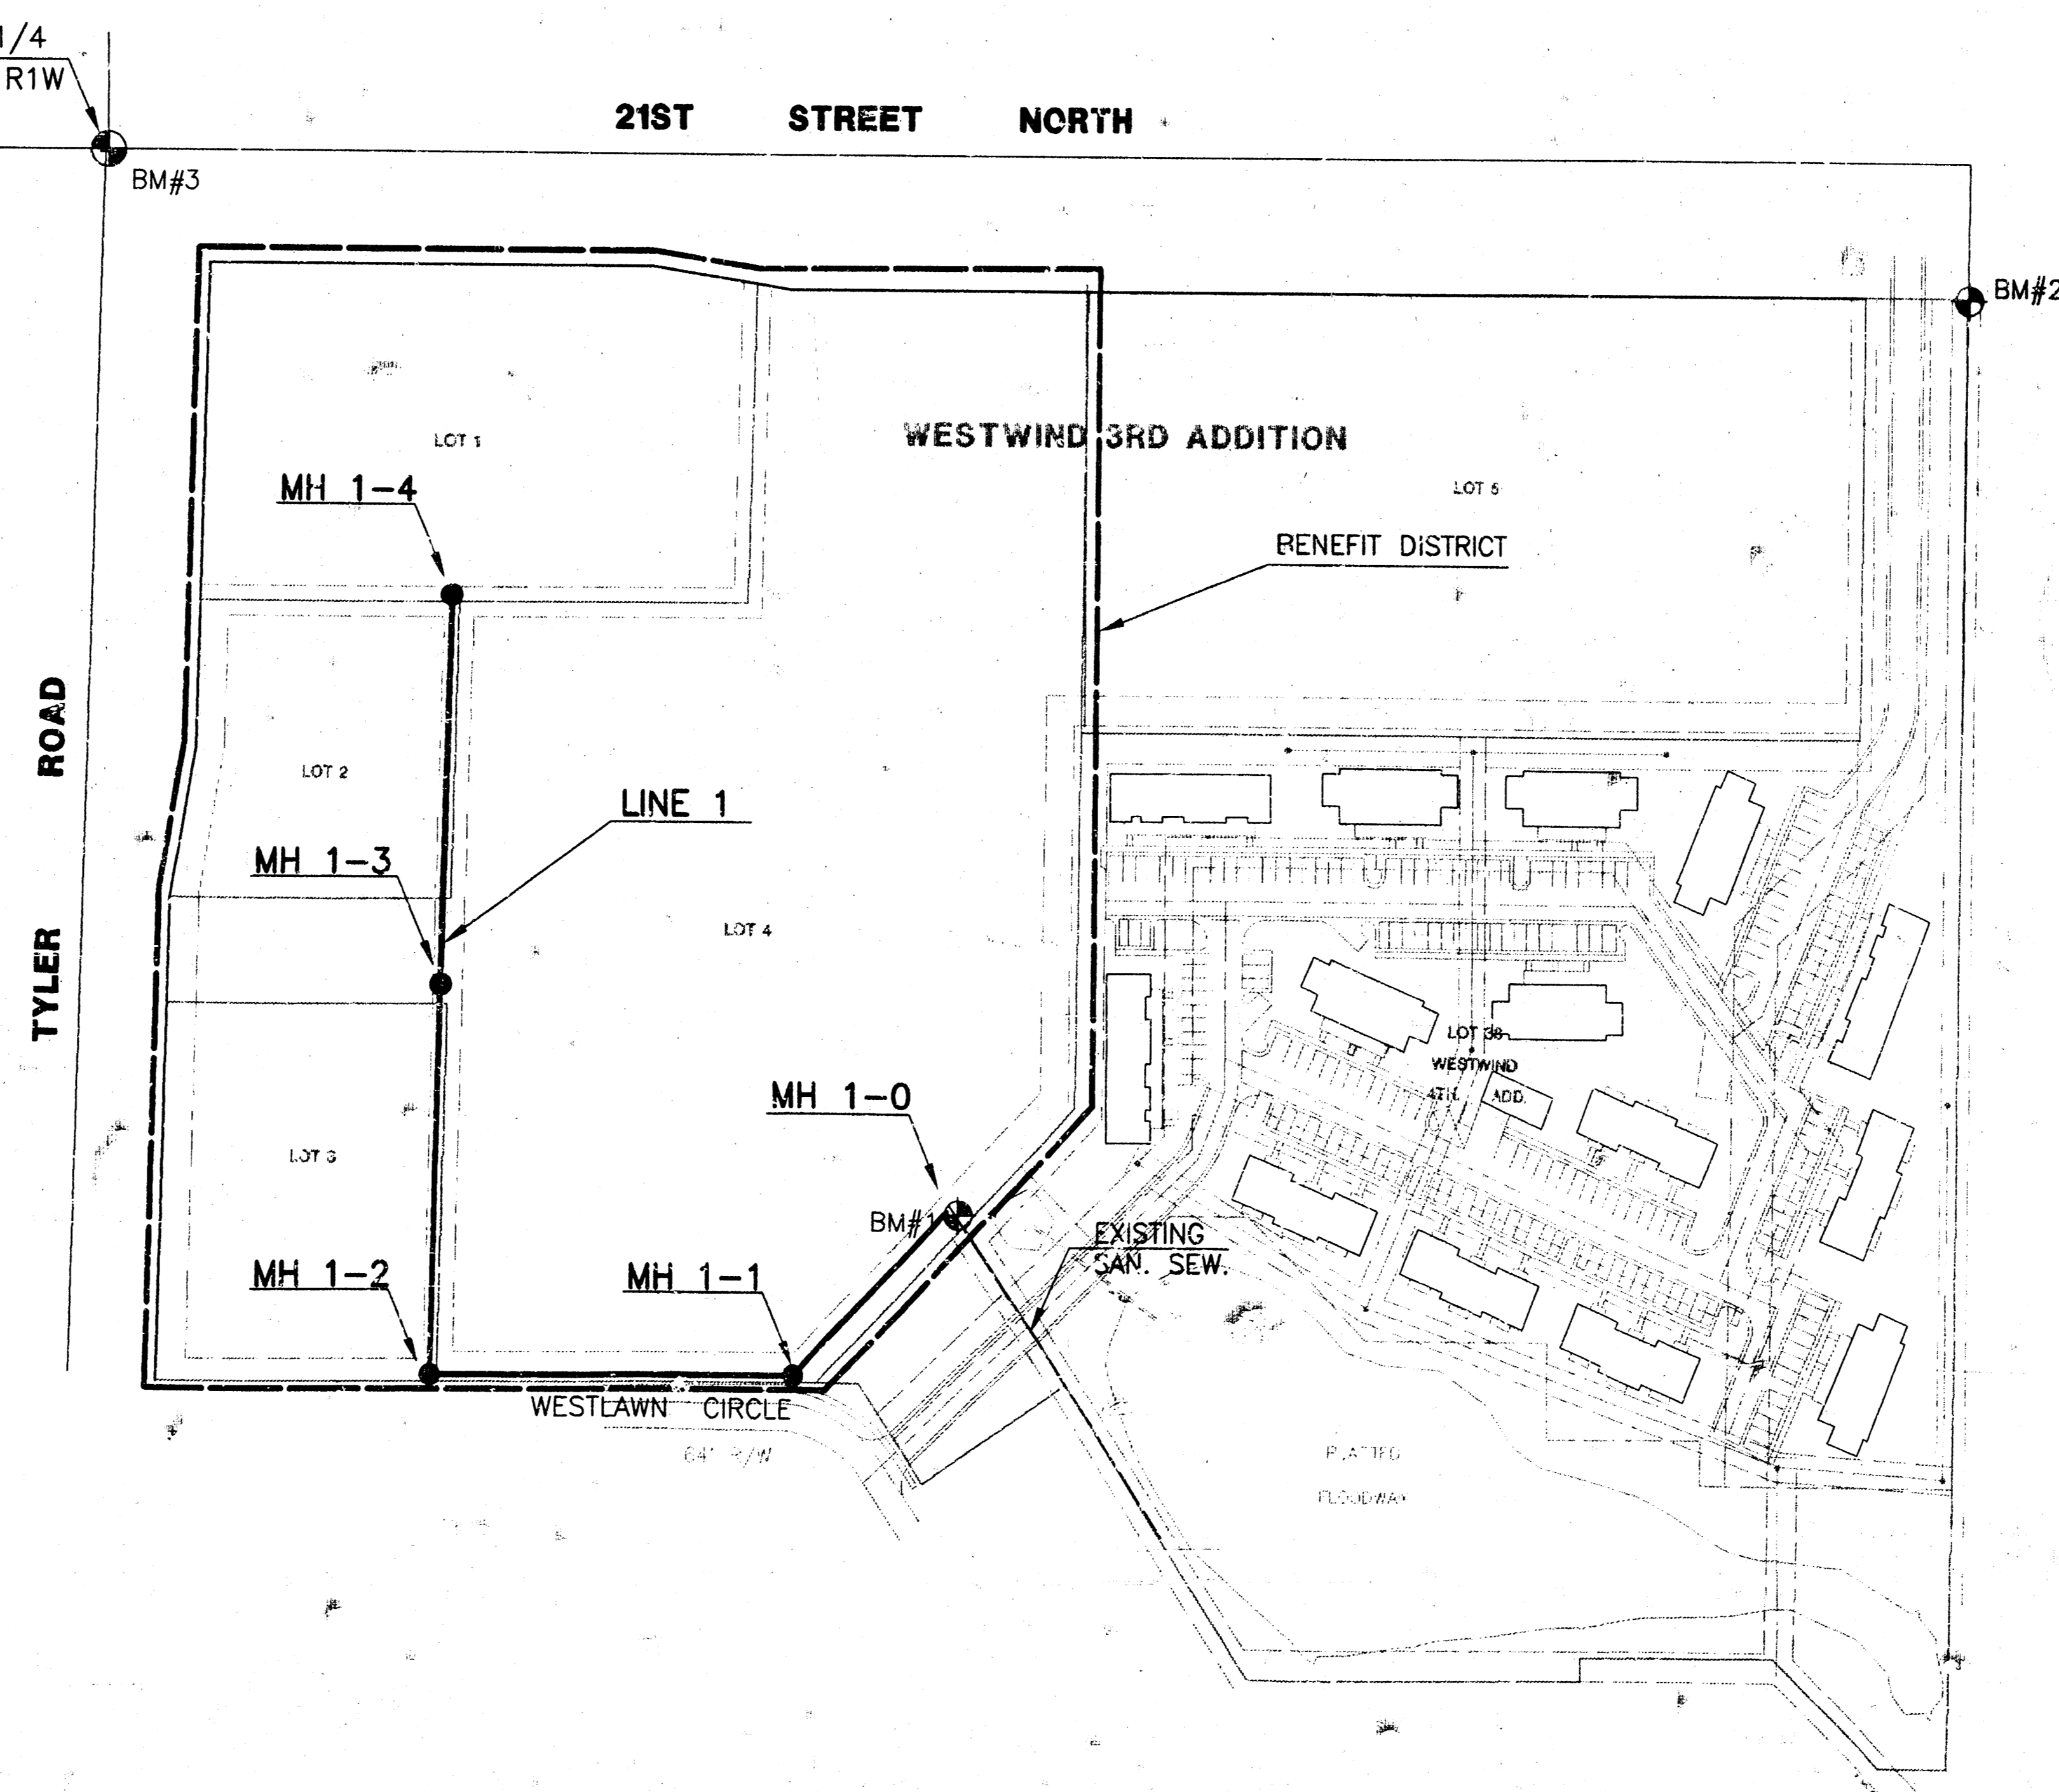 1/4
R1W
21ST STREET NORTH
BM#3
BM#2
LOT 1
WESTWIND 3RD ADDITION
MH 1-4
LOT 5
BENEFIT DISTRICT
TYLER ROAD
LOT 2
LINE 1
MH 1-3
LOT 4
LOT 38
WESTWIND
4TH. ADD.
MH 1-0
LOT 3
BM#1
EXISTING
SAN. SEW.
MH 1-2
MH 1-1
WESTLAWN CIRCLE
64' R/W
PLATTED
FLOODWAY